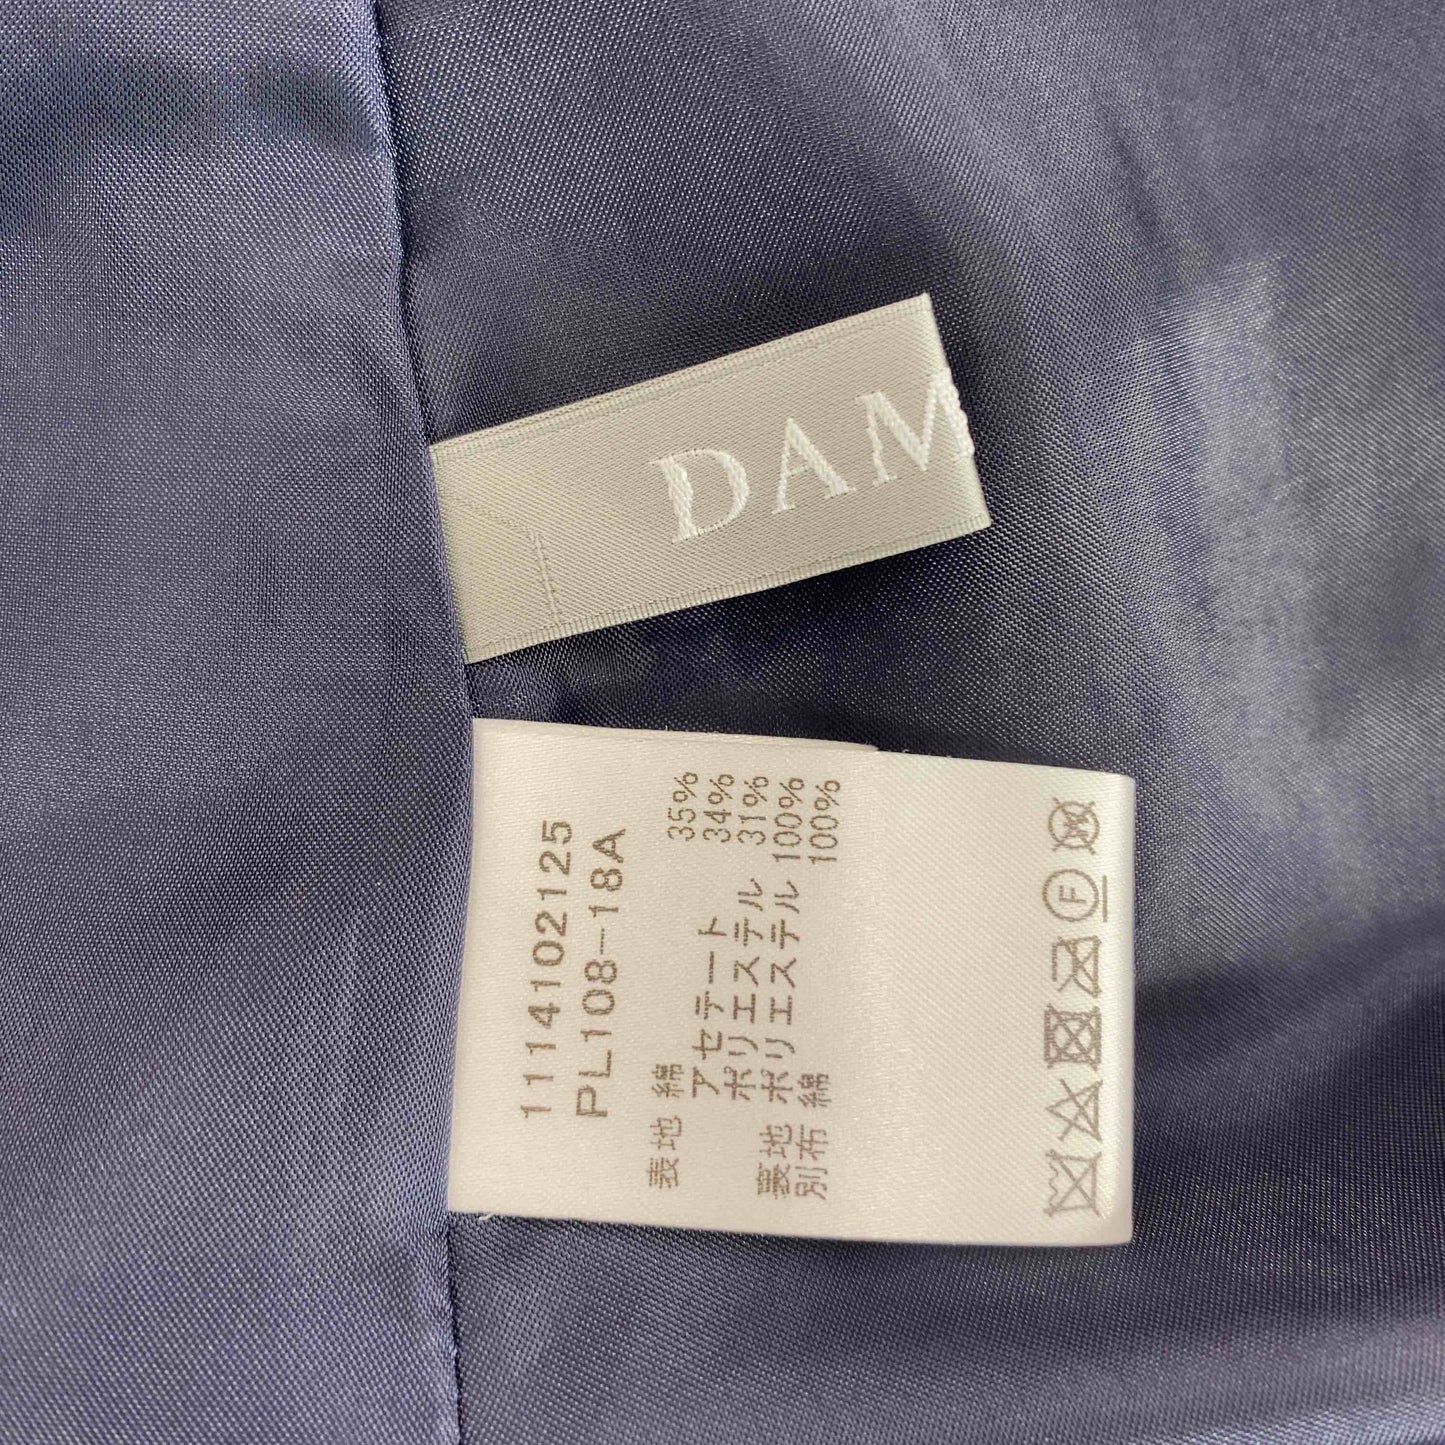 DAM
1114102125
PL108-18A
表地 綿 35%
アセテート 34%
ポリエステル 31%
裏地 ポリエステル 100%
別布 綿 100%
F
W